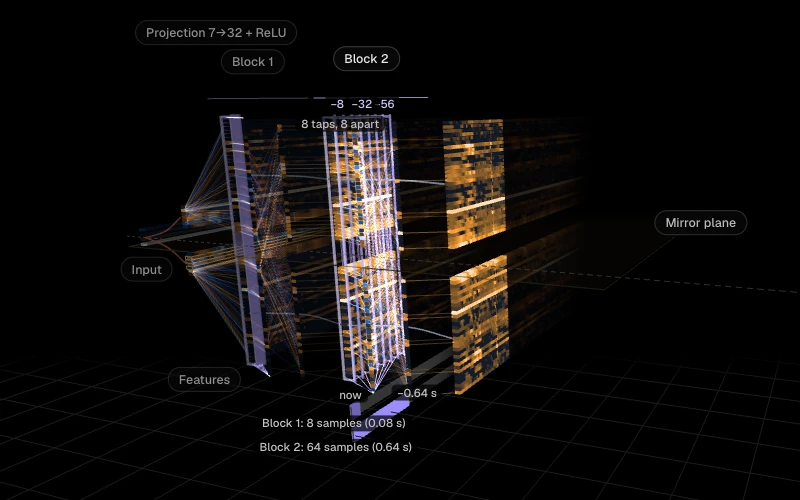 Projection 7→32 + ReLU
Block 1
Block 2
−8 −32 −56
8 taps, 8 apart
Mirror plane
Input
Features
now
−0.64 s
Block 1: 8 samples (0.08 s)
Block 2: 64 samples (0.64 s)